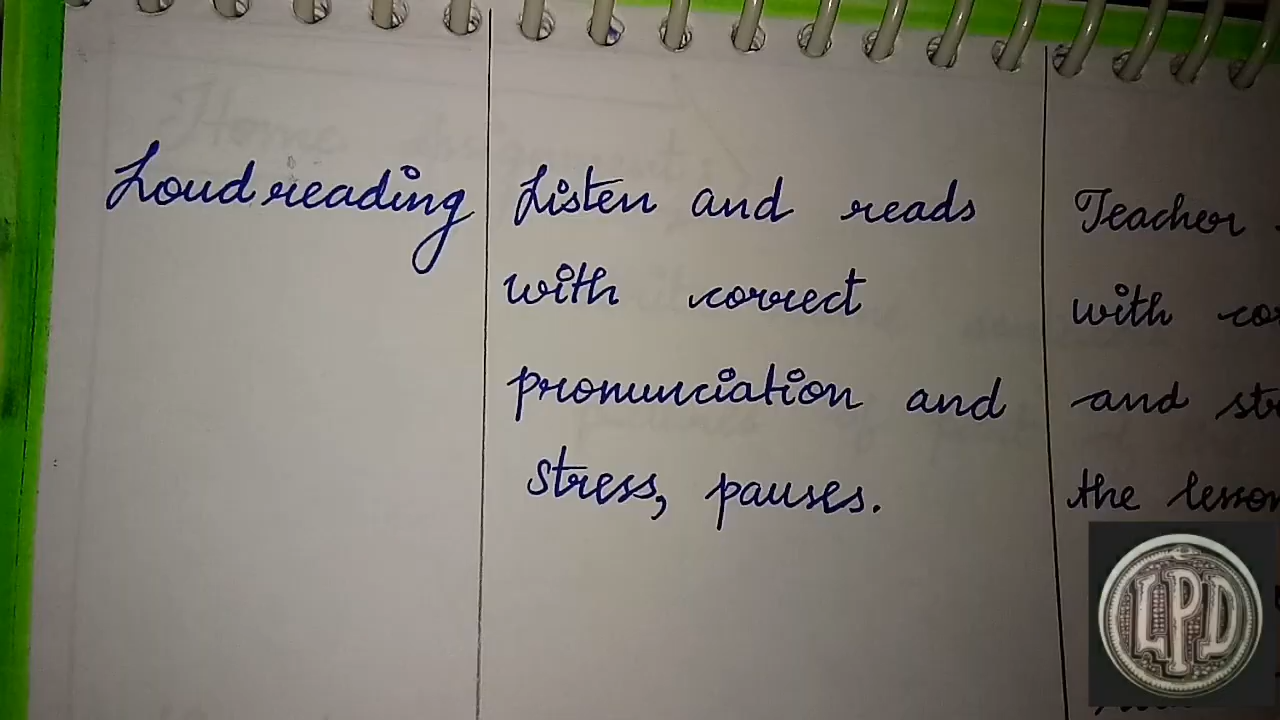 Loud reading
Listen and reads
with correct
pronunciation and
stress, pauses.
Teacher
with
and
the lesson
LPD